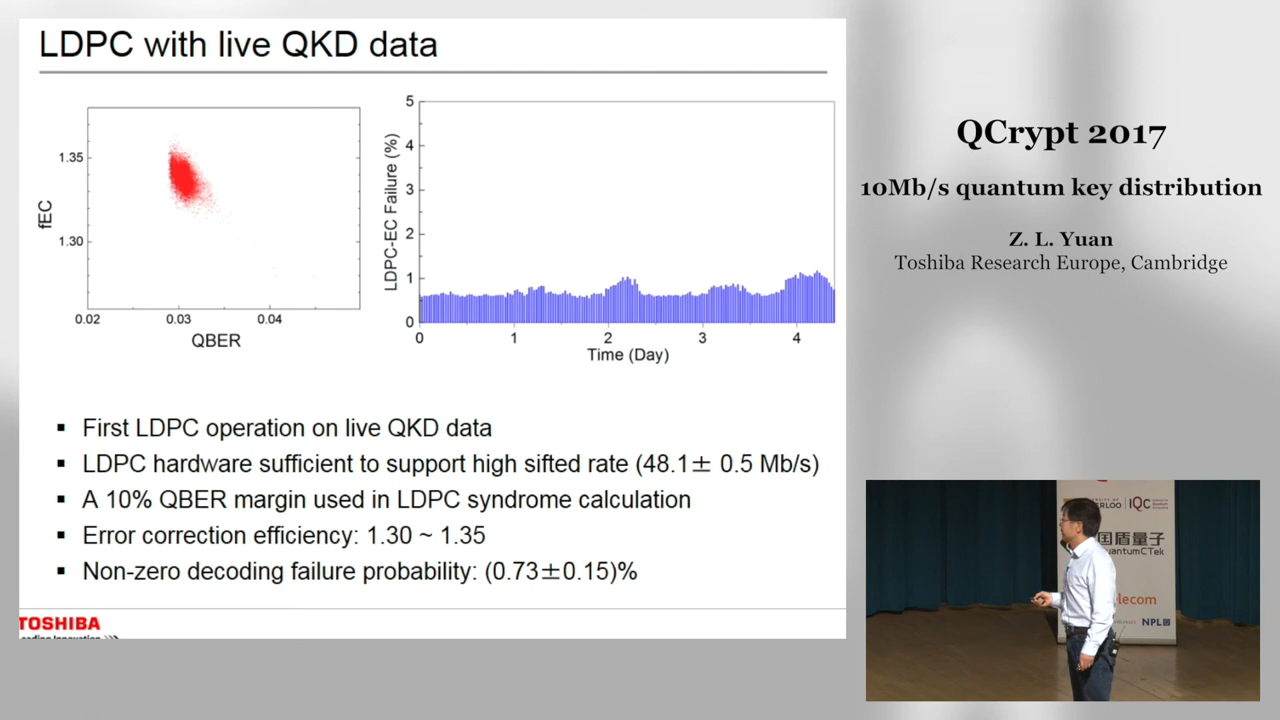 LDPC with live QKD data
1.35
1.30
fEC
0.02
0.03
0.04
QBER
5
4
3
2
1
0
LDPC-EC Failure (%)
0
1
2
3
4
Time (Day)
▪ First LDPC operation on live QKD data
▪ LDPC hardware sufficient to support high sifted rate (48.1± 0.5 Mb/s)
▪ A 10% QBER margin used in LDPC syndrome calculation
▪ Error correction efficiency: 1.30 ~ 1.35
▪ Non-zero decoding failure probability: (0.73±0.15)%
TOSHIBA
QCrypt 2017
10Mb/s quantum key distribution
Z. L. Yuan
Toshiba Research Europe, Cambridge
IQC
国盾量子
QuantumCTek
elecom
NPL